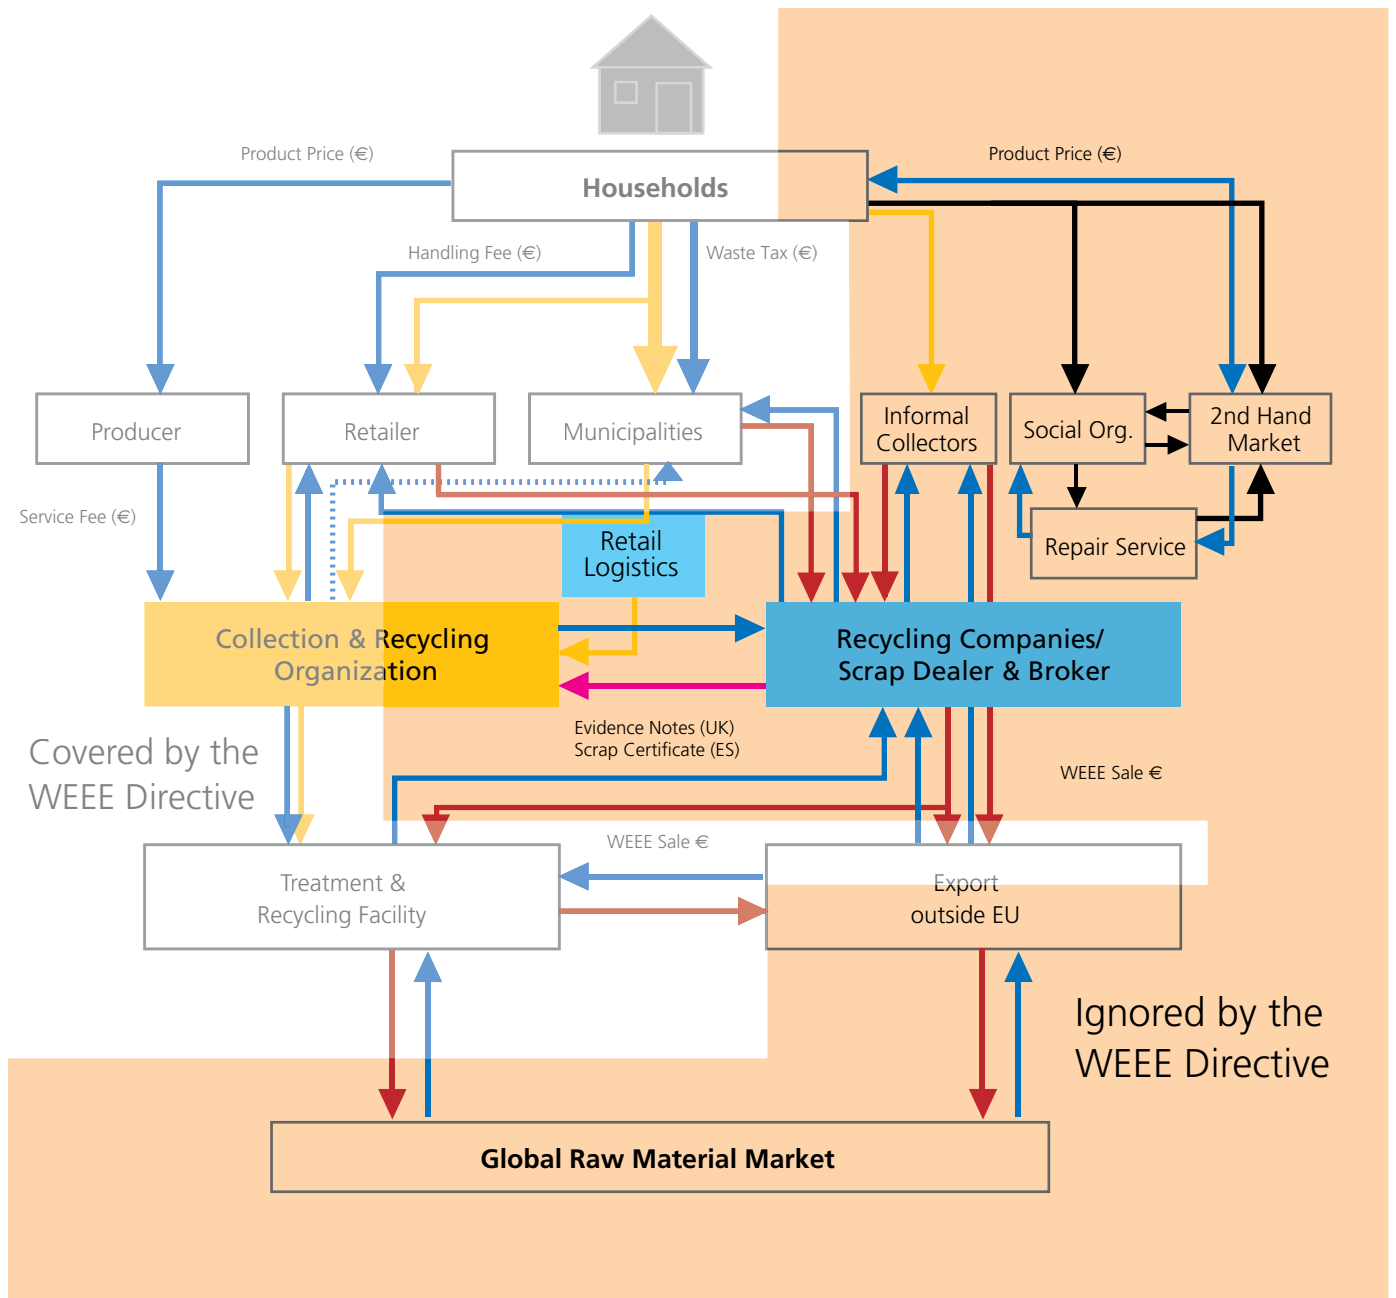 Product Price (€)
Product Price (€)
Households
Handling Fee (€)
Waste Tax (€)
Producer
Retailer
Municipalities
Informal
Collectors
Social Org.
2nd Hand
Market
Service Fee (€)
Retail
Logistics
Repair Service
Collection & Recycling
Organization
Recycling Companies/
Scrap Dealer & Broker
Evidence Notes (UK)
Scrap Certificate (ES)
Covered by the
WEEE Directive
WEEE Sale €
WEEE Sale €
Treatment &
Recycling Facility
Export
outside EU
Ignored by the
WEEE Directive
Global Raw Material Market